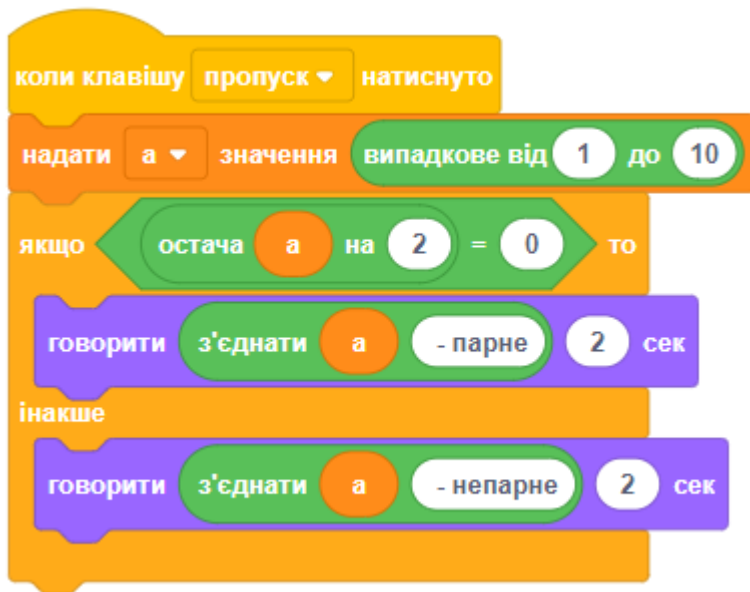 коли клавішу пропуск натиснуто
надати а значення випадкове від 1 до 10
якщо остача а на 2 = 0 то
говорити з'єднати а - парне 2 сек
інакше
говорити з'єднати а - непарне 2 сек